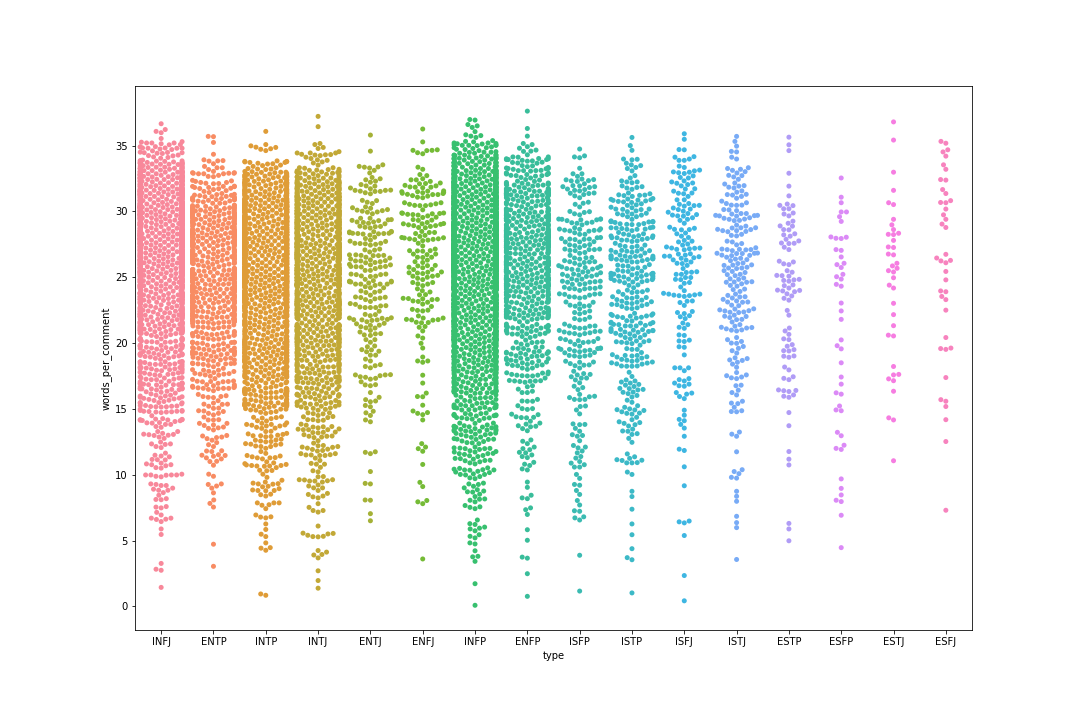 words_per_comment
35
30
25
20
15
10
5
0
INFJ ENTP INTP INTJ ENTJ ENFJ INFP ENFP ISFP ISTP ISFJ ISTJ ESTP ESFP ESTJ ESFJ
type